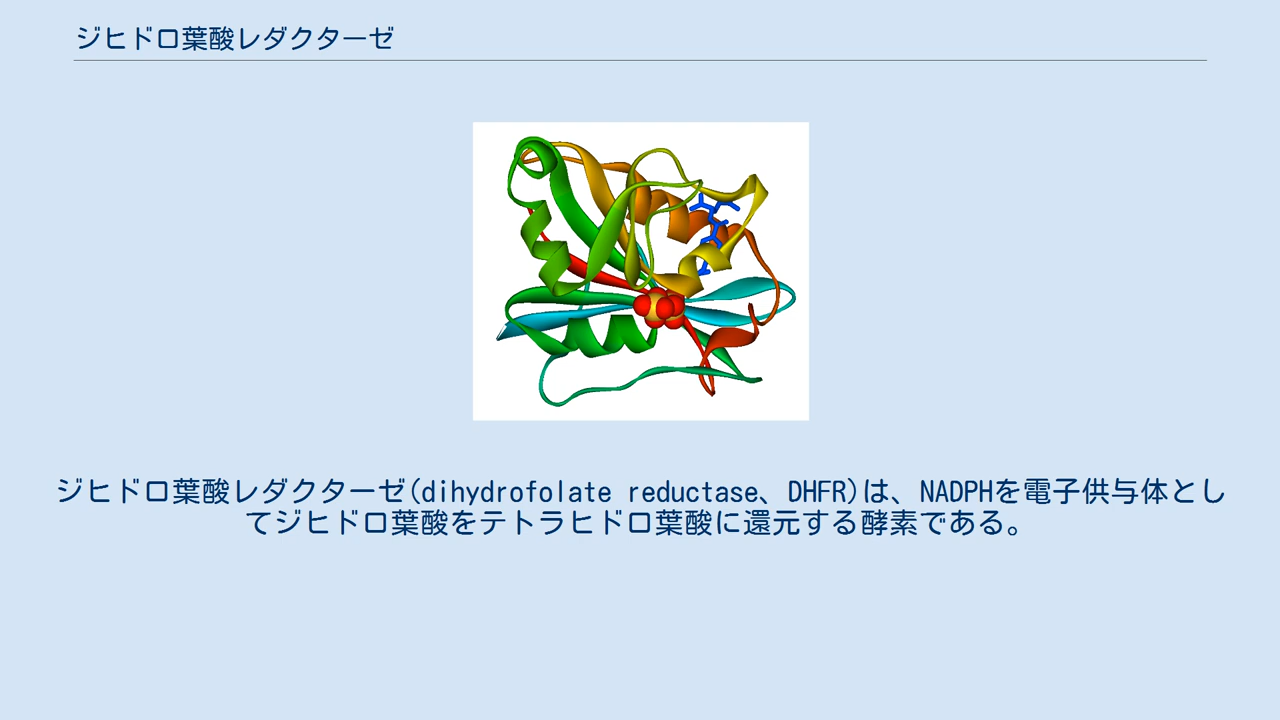 ジヒドロ葉酸レダクターゼ
ジヒドロ葉酸レダクターゼ(dihydrofolate reductase、DHFR)は、NADPHを電子供与体とし
てジヒドロ葉酸をテトラヒドロ葉酸に還元する酵素である。